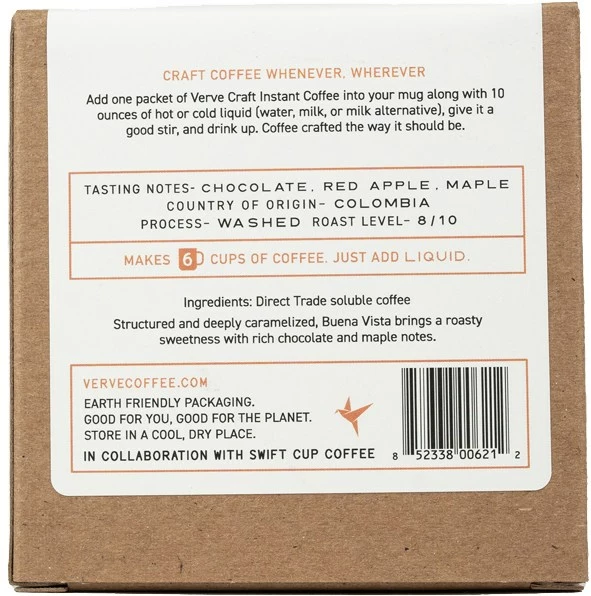 CRAFT COFFEE WHENEVER. WHEREVER
Add one packet of Verve Craft Instant Coffee into your mug along with 10
ounces of hot or cold liquid (water, milk, or milk alternative), give it a
good stir, and drink up. Coffee crafted the way it should be.
TASTING NOTES- CHOCOLATE, RED APPLE, MAPLE
COUNTRY OF ORIGIN- COLOMBIA
PROCESS- WASHED ROAST LEVEL- 8/10
MAKES 6 CUPS OF COFFEE. JUST ADD LIQUID.
Ingredients: Direct Trade soluble coffee
Structured and deeply caramelized, Buena Vista brings a roasty
sweetness with rich chocolate and maple notes.
VERVECOFFEE.COM
EARTH FRIENDLY PACKAGING.
GOOD FOR YOU, GOOD FOR THE PLANET.
STORE IN A COOL, DRY PLACE.
IN COLLABORATION WITH SWIFT CUP COFFEE
8 52338 00621 2